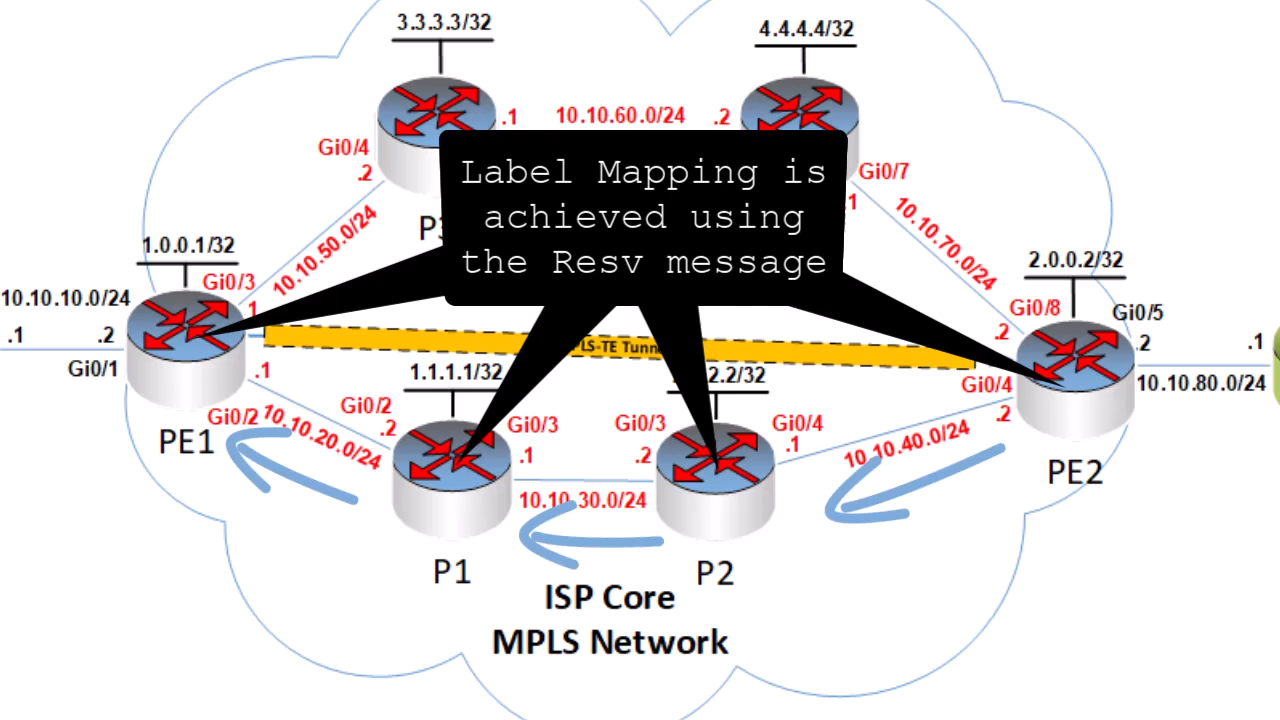 3.3.3.3/32
4.4.4.4/32
.1
10.10.60.0/24
.2
Gi0/4
.2
Gi0/7
.1
Label Mapping is
achieved using
the Resv message
10.10.50.0/24
10.10.70.0/24
1.0.0.1/32
2.0.0.2/32
Gi0/3
.1
10.10.10.0/24
.1
.2
Gi0/1
Gi0/8
.2
Gi0/5
.2
.1
10.10.80.0/24
Gi0/4
.2
1.1.1.1/32
2.2/32
.1
Gi0/2
10.10.20.0/24
Gi0/2
.2
Gi0/3
.1
Gi0/3
.2
Gi0/4
.1
10.10.40.0/24
10.10.30.0/24
PE1
PE2
P1
P2
ISP Core
MPLS Network